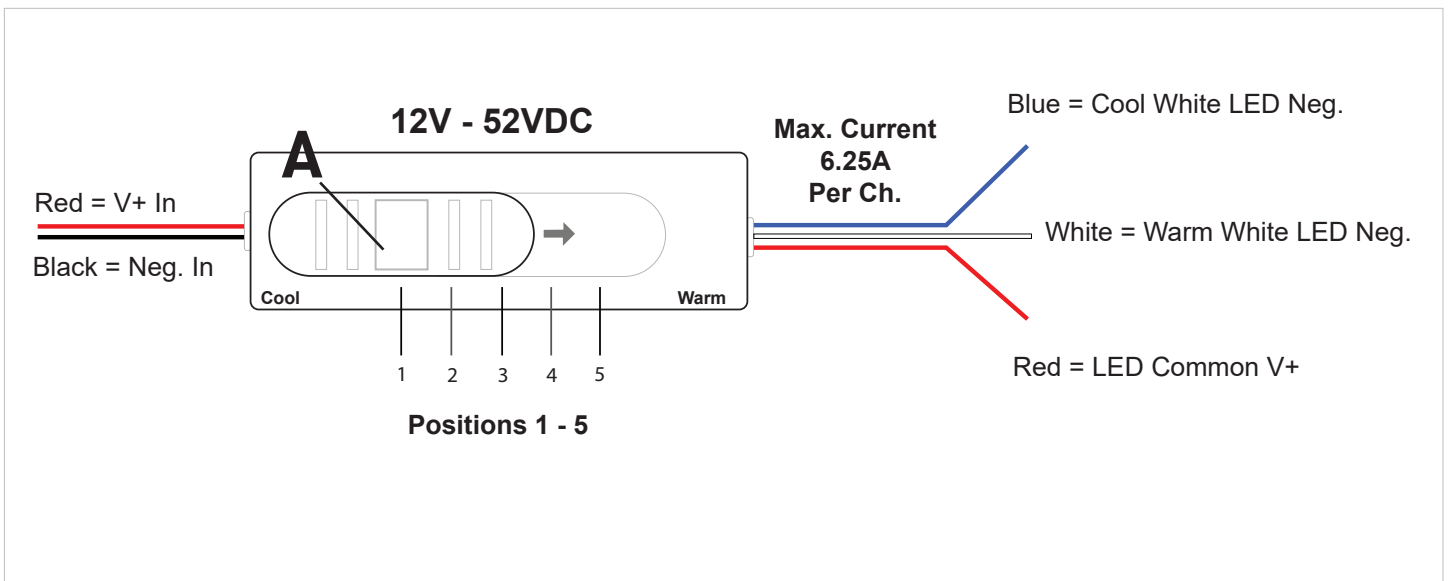 12V - 52VDC
A
Red = V+ In
Black = Neg. In
Cool
Warm
1 2 3 4 5
Positions 1 - 5
Max. Current
6.25A
Per Ch.
Blue = Cool White LED Neg.
White = Warm White LED Neg.
Red = LED Common V+